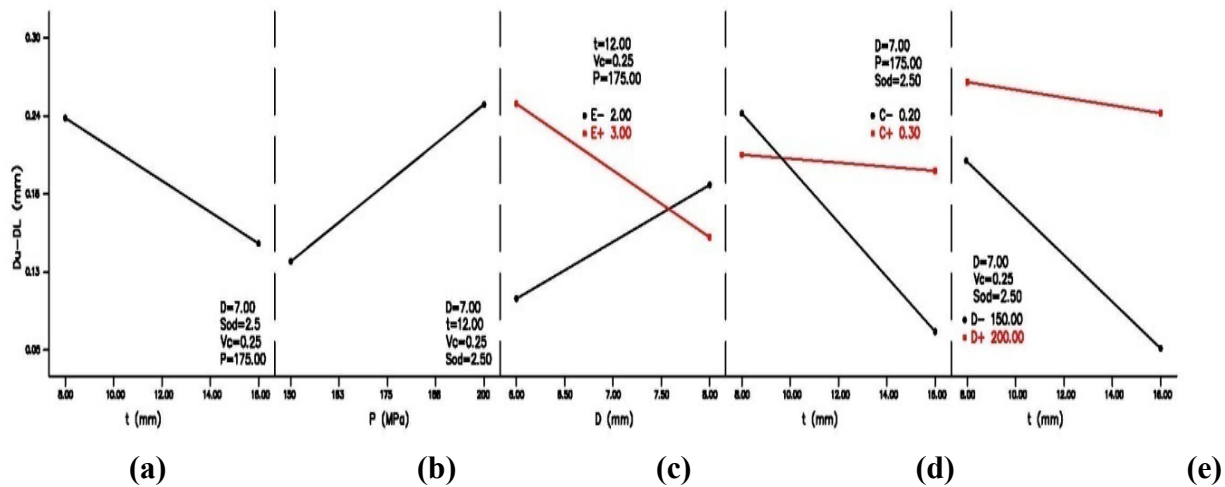 Du-DL (mm)
0.30
0.24
0.18
0.13
0.05
D=7.00
Sod=2.5
Vc=0.25
P=175.00
8.00 10.00 12.00 14.00 16.00
t (mm)
(a)
D=7.00
t=12.00
Vc=0.25
Sod=2.50
150 163 175 188 200
P (MPa)
(b)
t=12.00
Vc=0.25
P=175.00
E- 2.00
E+ 3.00
6.00 6.50 7.00 7.50 8.00
D (mm)
(c)
D=7.00
P=175.00
Sod=2.50
C- 0.20
C+ 0.30
8.00 10.00 12.00 14.00 16.00
t (mm)
(d)
D=7.00
Vc=0.25
Sod=2.50
D- 150.00
D+ 200.00
8.00 10.00 12.00 14.00 16.00
t (mm)
(e)